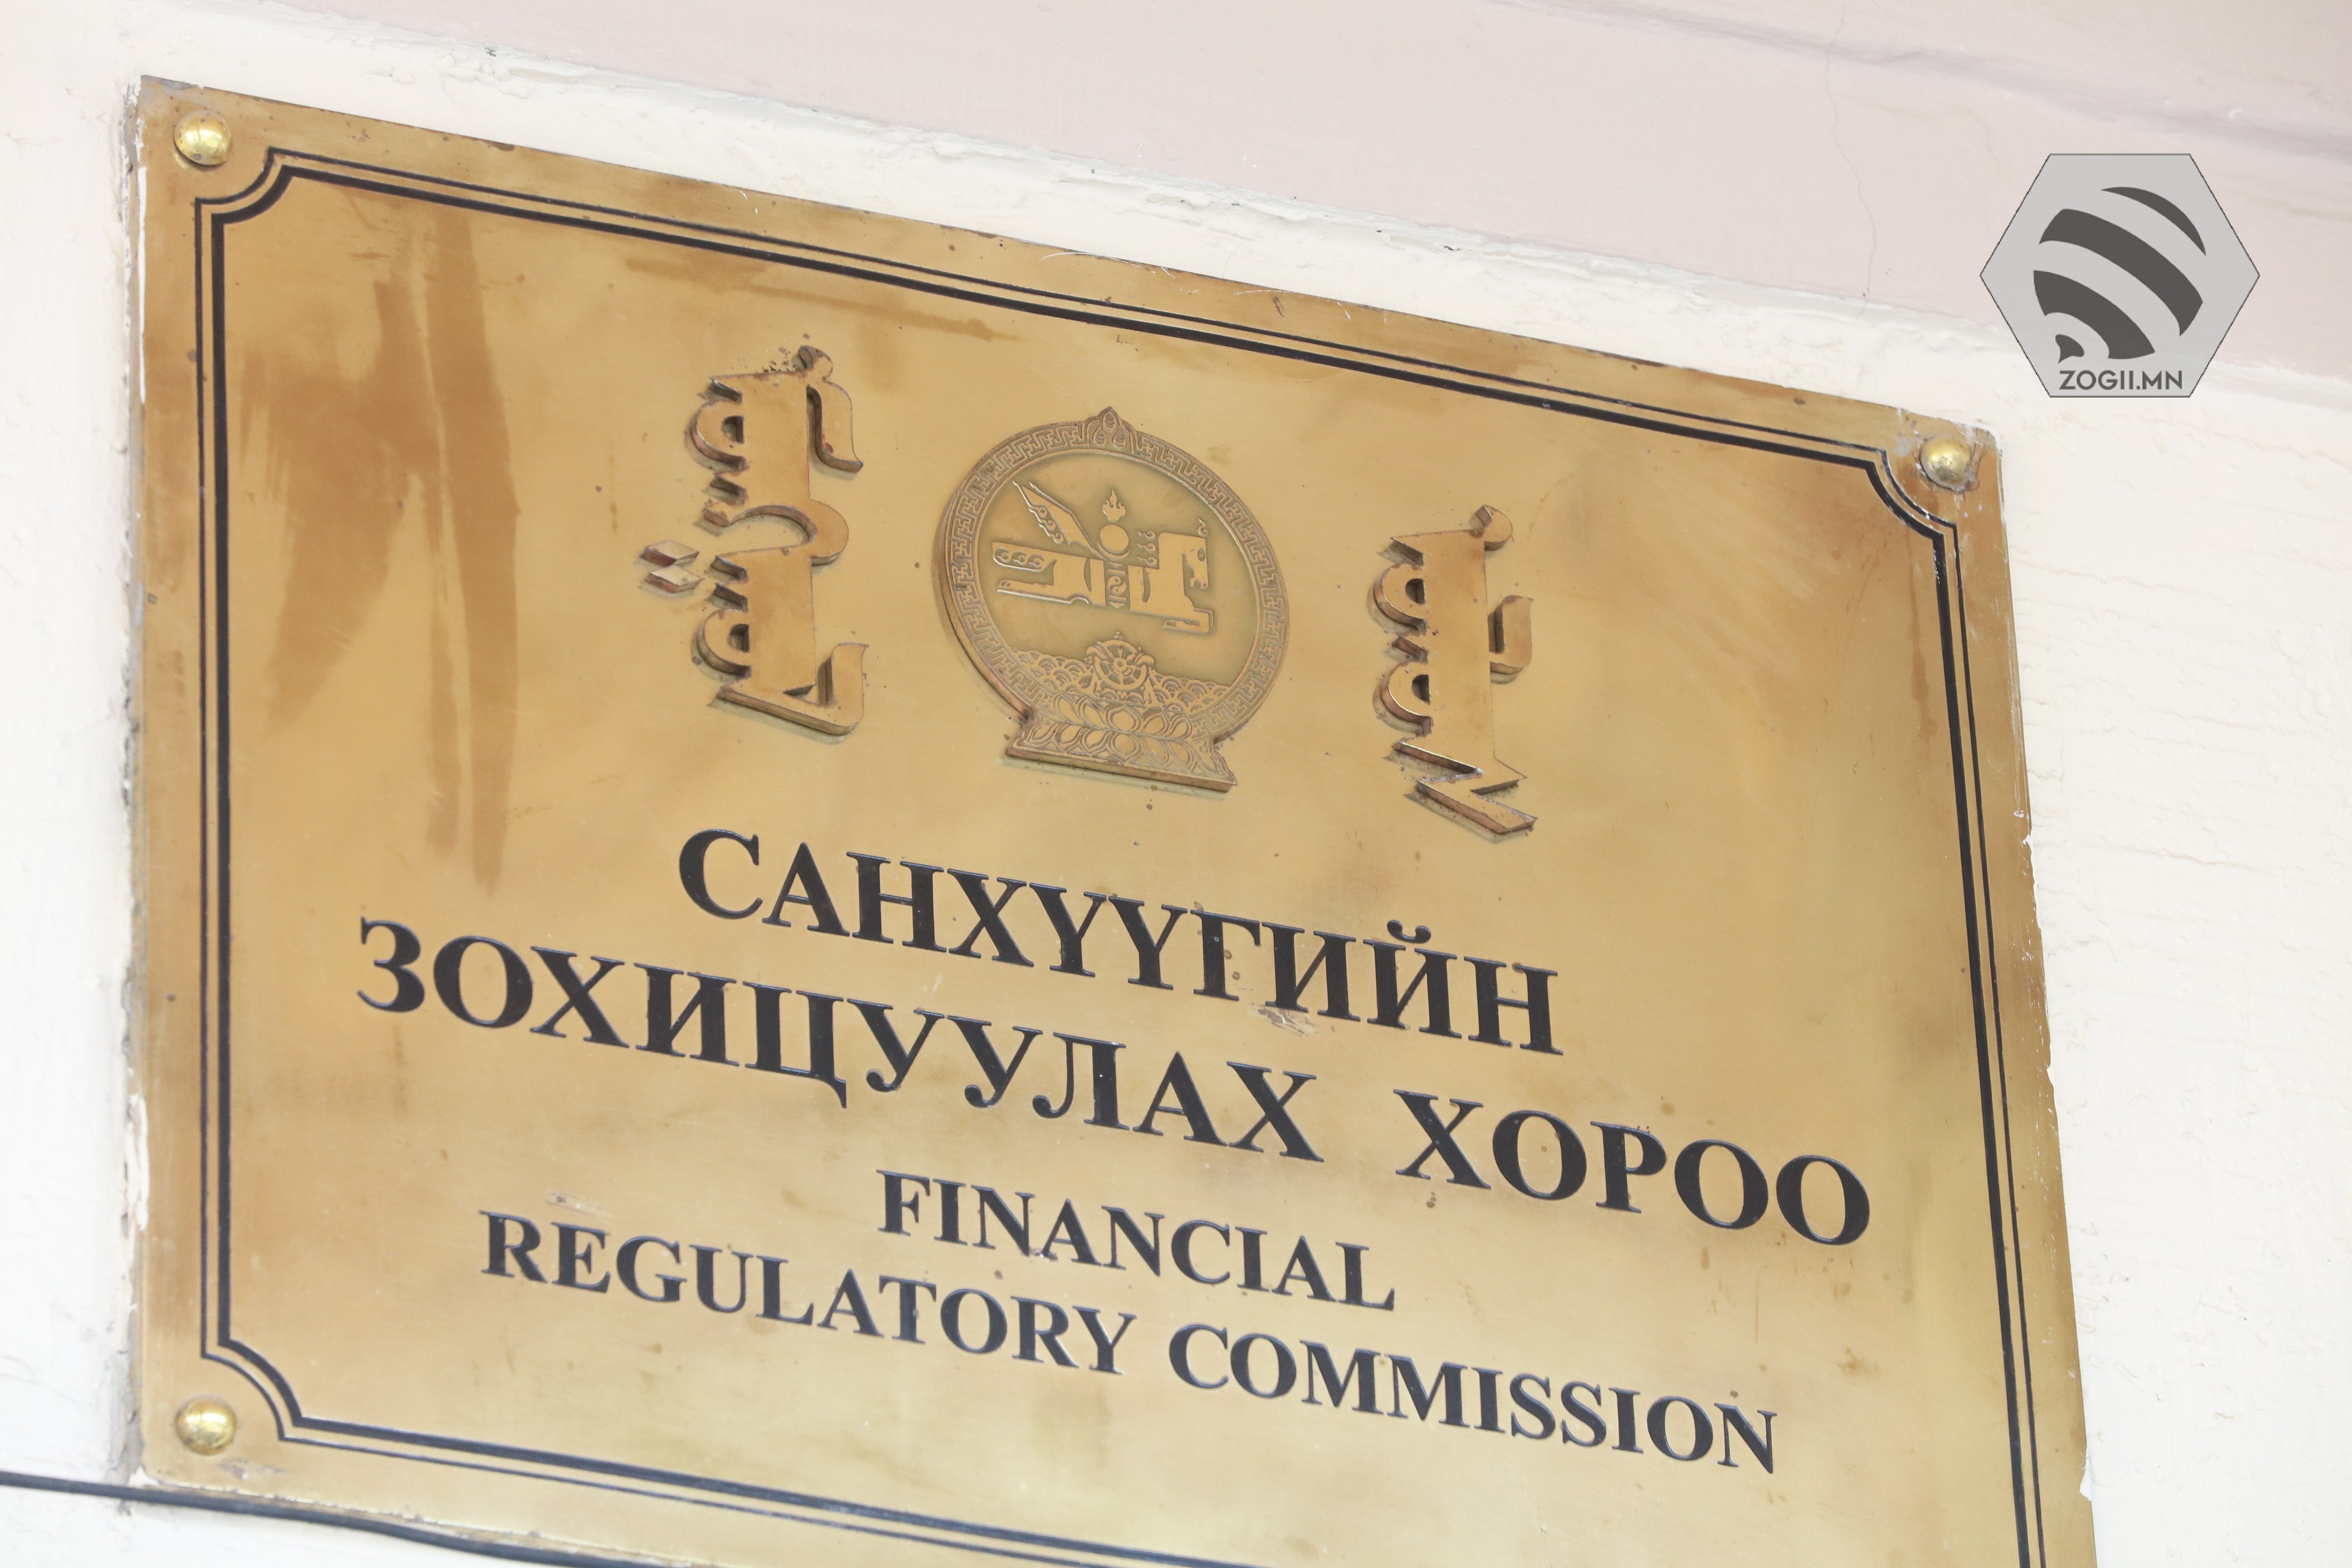 ZOGII.MN
САНХҮҮГИЙН
ЗОХИЦУУЛАХ ХОРОО
FINANCIAL
REGULATORY COMMISSION